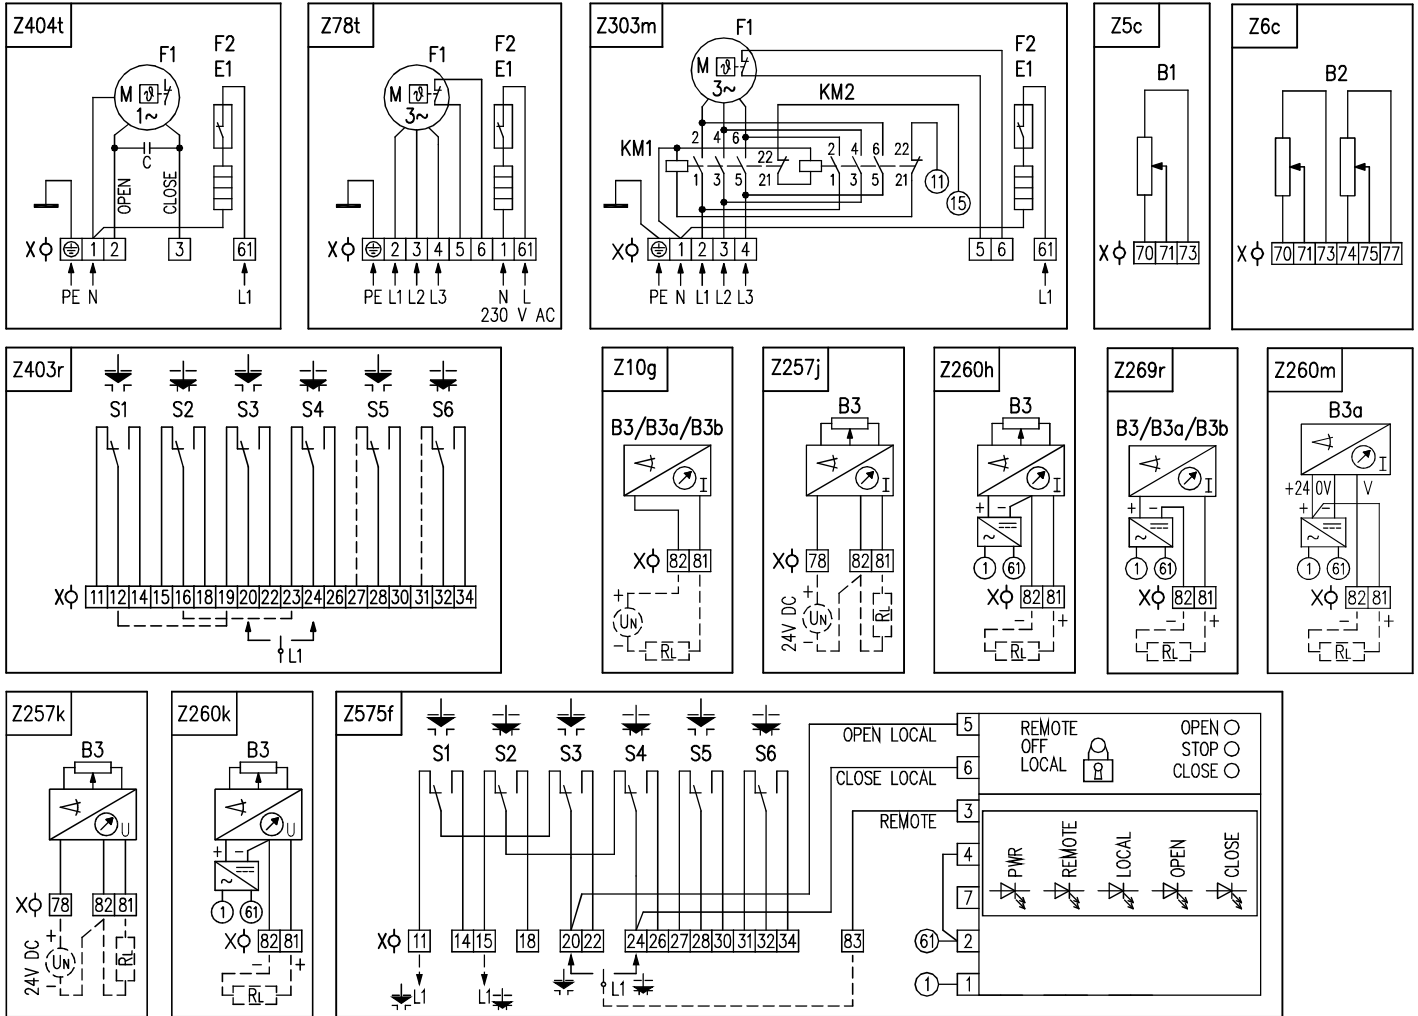 Z404t
F1
F2
E1
M ϑ
1~
C
OPEN
CLOSE
X 1 2 3 61
PE N L1
Z78t
F1
F2
E1
M ϑ
3~
X 2 3 4 5 6 1 61
PE L1 L2 L3 N L
230 V AC
Z303m
F1
F2
E1
M ϑ
3~
KM2
KM1
2 4 6 22 2 4 6 22
1 3 5 21 1 3 5 21
11
15
X 1 2 3 4 5 6 61
PE N L1 L2 L3 L1
Z5c
B1
X 70 71 73
Z6c
B2
X 70 71 73 74 75 77
Z403r
S1 S2 S3 S4 S5 S6
X 11 12 14 15 16 18 19 20 22 23 24 26 27 28 30 31 32 34
L1
Z10g
B3/B3a/B3b
I
X 82 81
+
UN
-
RL
Z257j
B3
I
X 78 82 81
+
UN
-
24V DC
RL
Z260h
B3
I
+ -
~
1 61
X 82 81
- +
RL
Z269r
B3/B3a/B3b
I
+ -
~
1 61
X 82 81
- +
RL
Z260m
B3a
I
+24 0V V
+ -
~
1 61
X 82 81
- +
RL
Z257k
B3
U
X 78 82 81
+
UN
-
24V DC
RL
Z260k
B3
U
+ -
~
1 61
X 82 81
- +
RL
Z575f
S1 S2 S3 S4 S5 S6
OPEN LOCAL
CLOSE LOCAL
REMOTE
X 11 14 15 18 20 22 24 26 27 28 30 31 32 34 83
L1 L1 L1
5
6
3
4
7
61 2
1 1
REMOTE
OFF
LOCAL
OPEN
STOP
CLOSE
PWR
REMOTE
LOCAL
OPEN
CLOSE